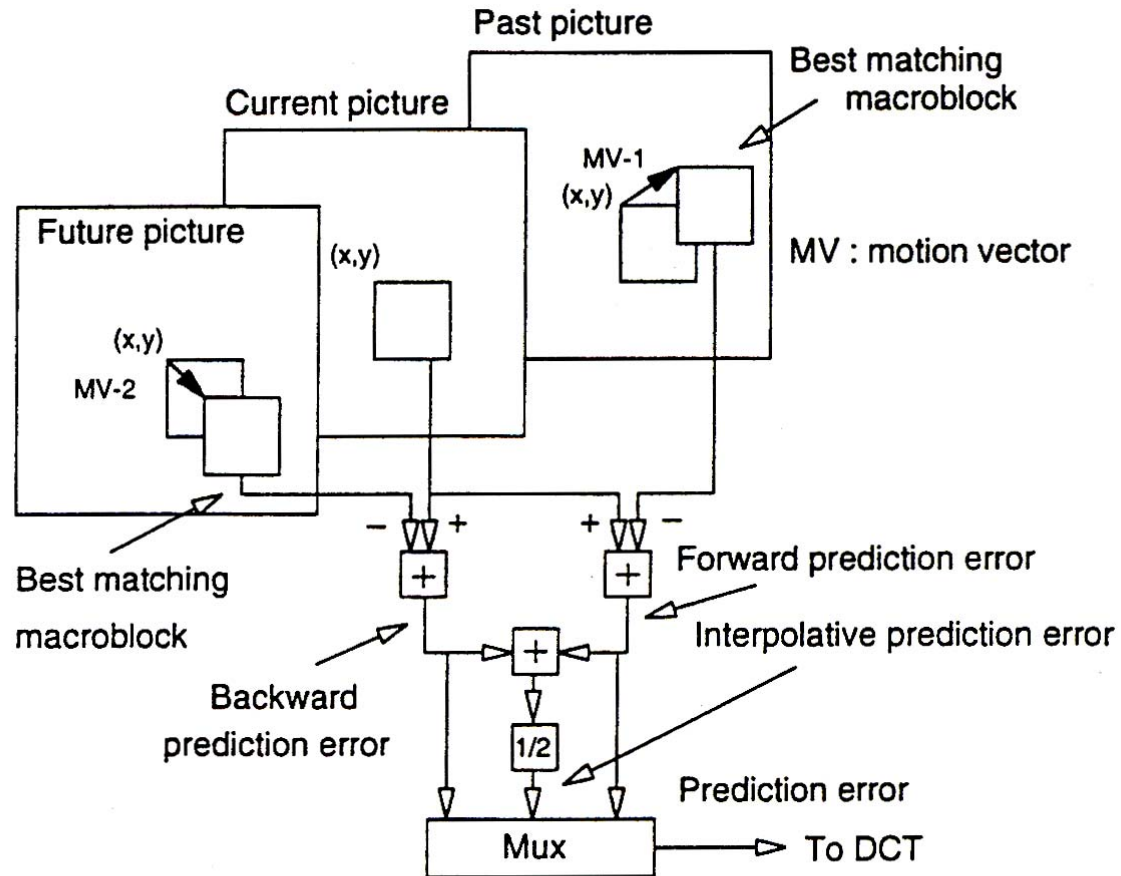 Past picture
Best matching
macroblock
Current picture
MV-1
(x,y)
Future picture
(x,y)
MV : motion vector
(x,y)
MV-2
− + + −
+ +
Best matching
macroblock
Forward prediction error
Interpolative prediction error
+
Backward
prediction error
1/2
Prediction error
Mux
To DCT